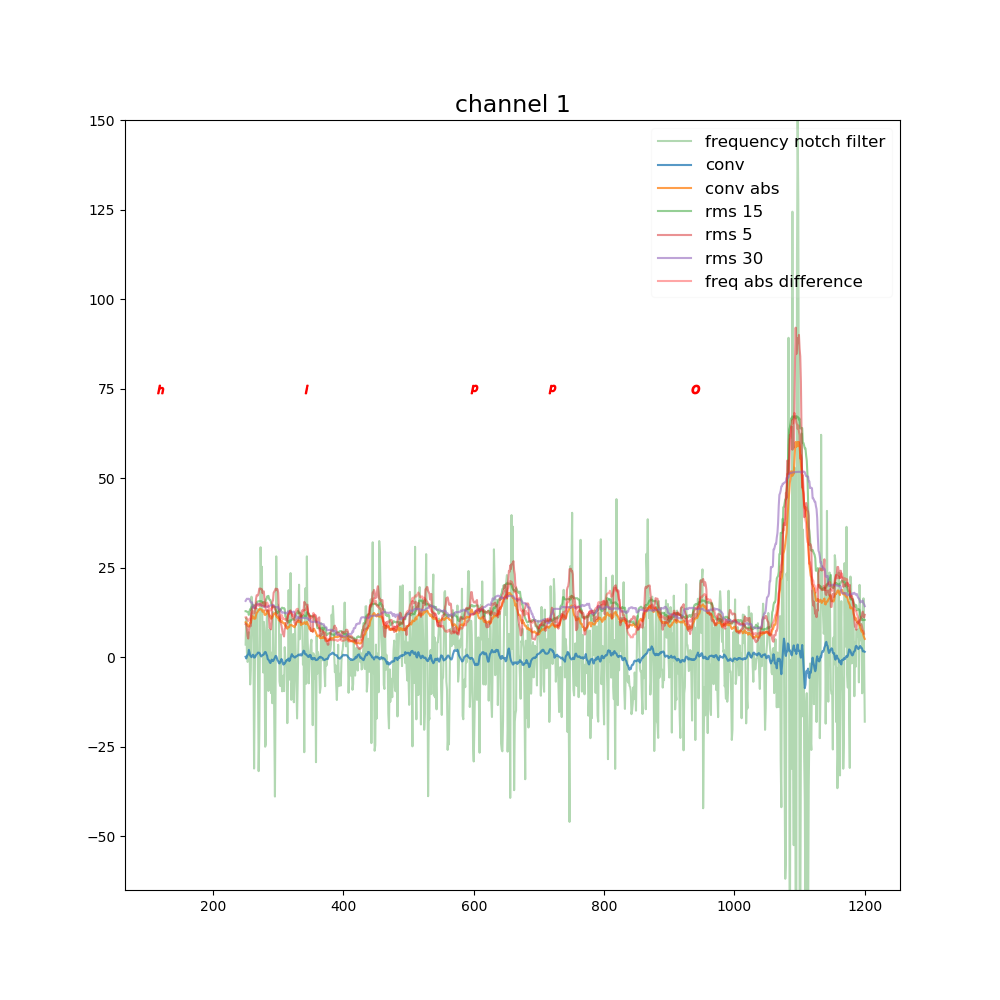 channel 1
150
125
100
75
50
25
0
−25
−50
frequency notch filter
conv
conv abs
rms 15
rms 5
rms 30
freq abs difference
h l p p o
200 400 600 800 1000 1200